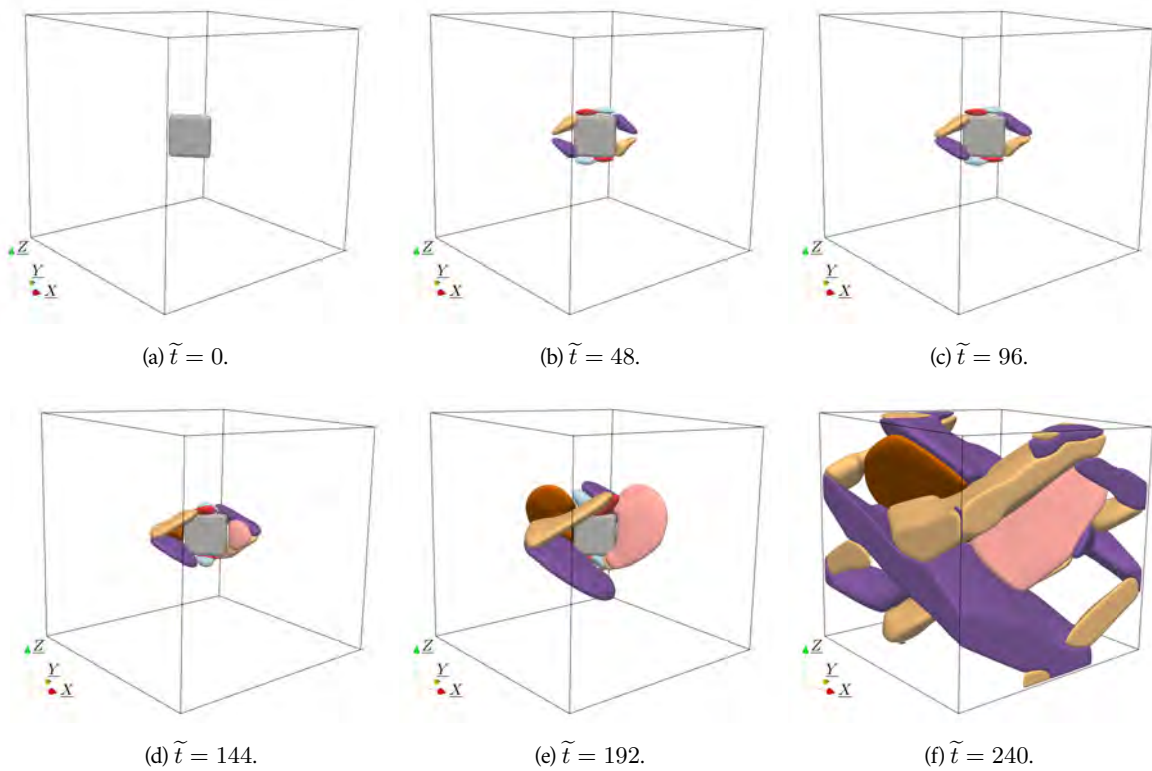 Z
Y
X
Z
Y
X
Z
Y
X
(a) t̃ = 0.
(b) t̃ = 48.
(c) t̃ = 96.
Z
Y
X
Z
Y
X
Z
Y
X
(d) t̃ = 144.
(e) t̃ = 192.
(f) t̃ = 240.